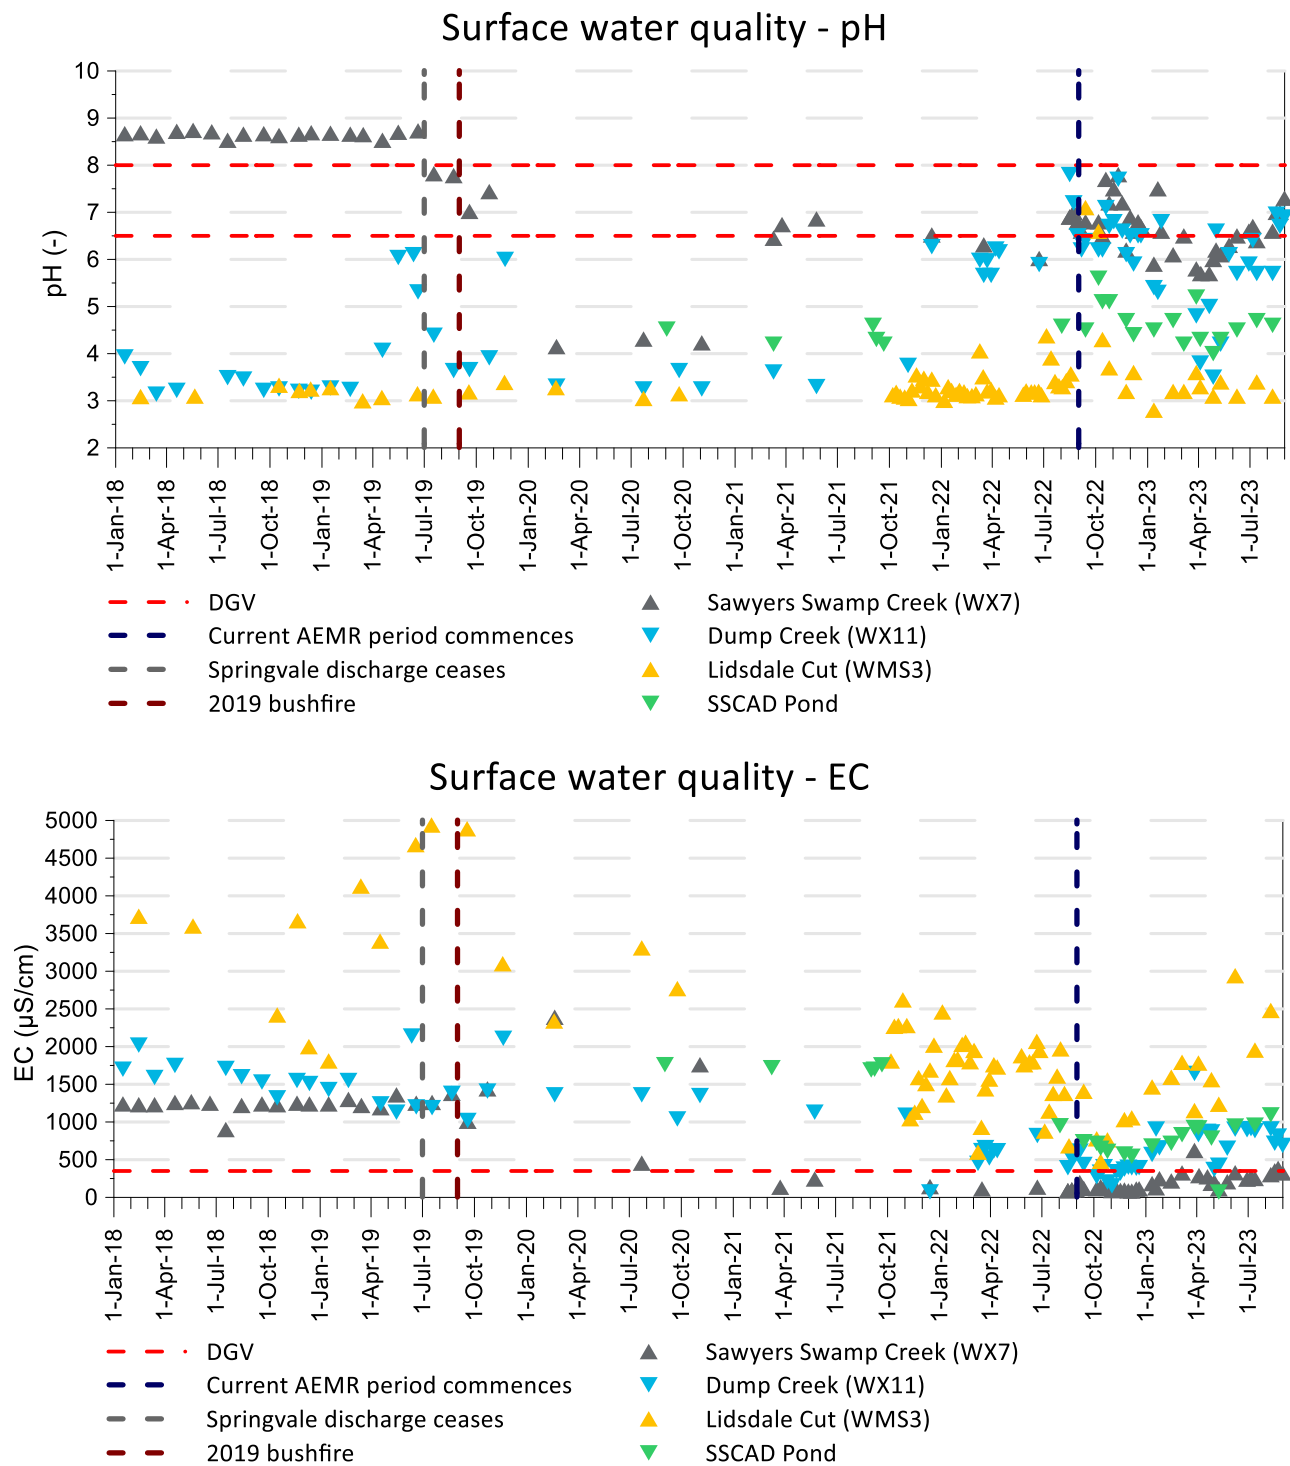 Surface water quality - pH
10
9
8
7
6
5
4
3
2
pH (-)
1-Jan-18
1-Apr-18
1-Jul-18
1-Oct-18
1-Jan-19
1-Apr-19
1-Jul-19
1-Oct-19
1-Jan-20
1-Apr-20
1-Jul-20
1-Oct-20
1-Jan-21
1-Apr-21
1-Jul-21
1-Oct-21
1-Jan-22
1-Apr-22
1-Jul-22
1-Oct-22
1-Jan-23
1-Apr-23
1-Jul-23
DGV
Current AEMR period commences
Springvale discharge ceases
2019 bushfire
Sawyers Swamp Creek (WX7)
Dump Creek (WX11)
Lidsdale Cut (WMS3)
SSCAD Pond
Surface water quality - EC
5000
4500
4000
3500
3000
2500
2000
1500
1000
500
0
EC (µS/cm)
1-Jan-18
1-Apr-18
1-Jul-18
1-Oct-18
1-Jan-19
1-Apr-19
1-Jul-19
1-Oct-19
1-Jan-20
1-Apr-20
1-Jul-20
1-Oct-20
1-Jan-21
1-Apr-21
1-Jul-21
1-Oct-21
1-Jan-22
1-Apr-22
1-Jul-22
1-Oct-22
1-Jan-23
1-Apr-23
1-Jul-23
DGV
Current AEMR period commences
Springvale discharge ceases
2019 bushfire
Sawyers Swamp Creek (WX7)
Dump Creek (WX11)
Lidsdale Cut (WMS3)
SSCAD Pond